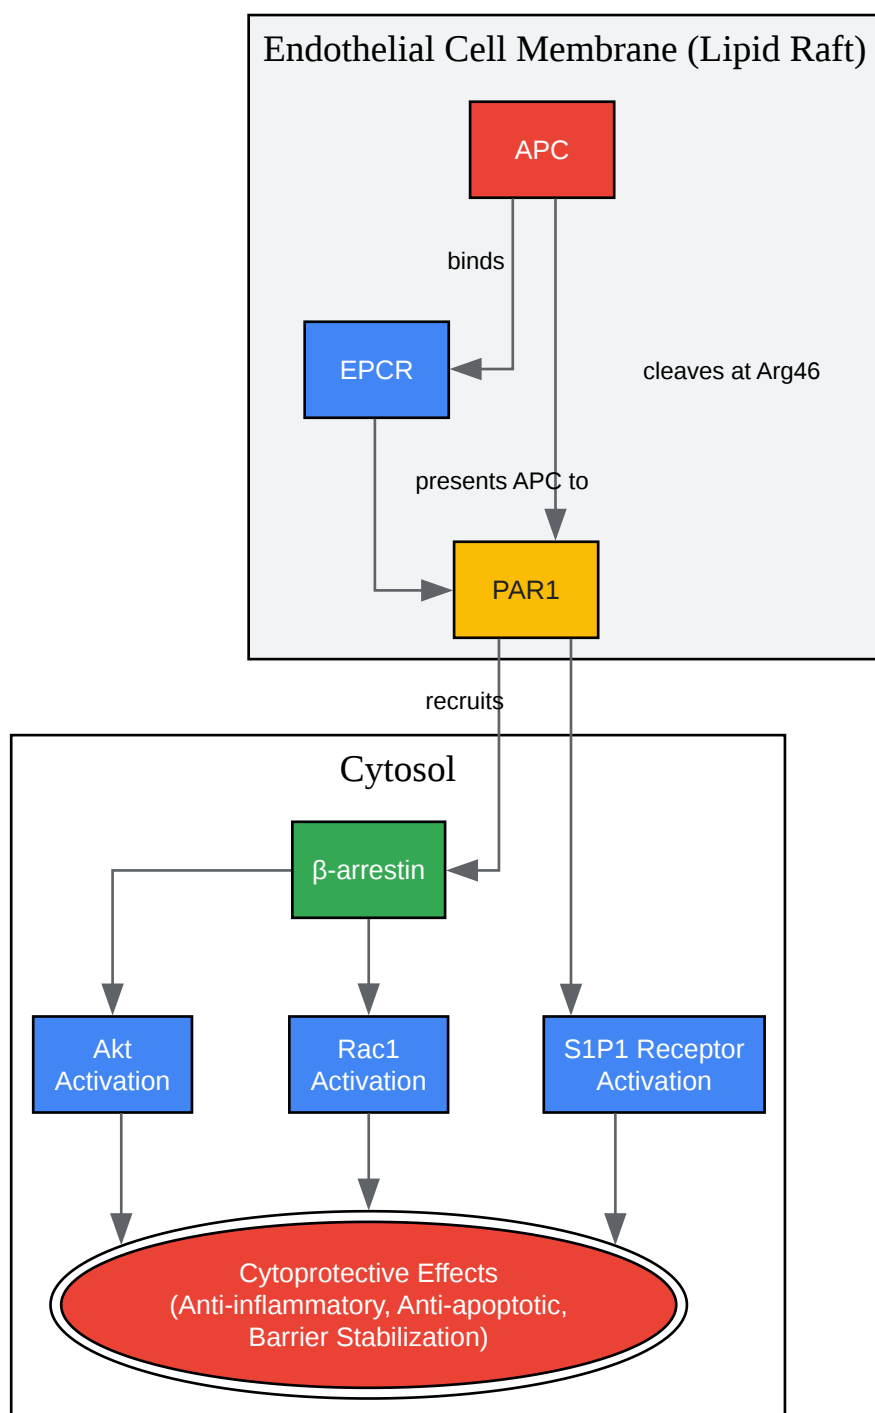 Endothelial Cell Membrane (Lipid Raft)
APC
binds
EPCR
cleaves at Arg46
presents APC to
PAR1
recruits
Cytosol
β-arrestin
Akt
Activation
Rac1
Activation
S1P1 Receptor
Activation
Cytoprotective Effects
(Anti-inflammatory, Anti-apoptotic,
Barrier Stabilization)